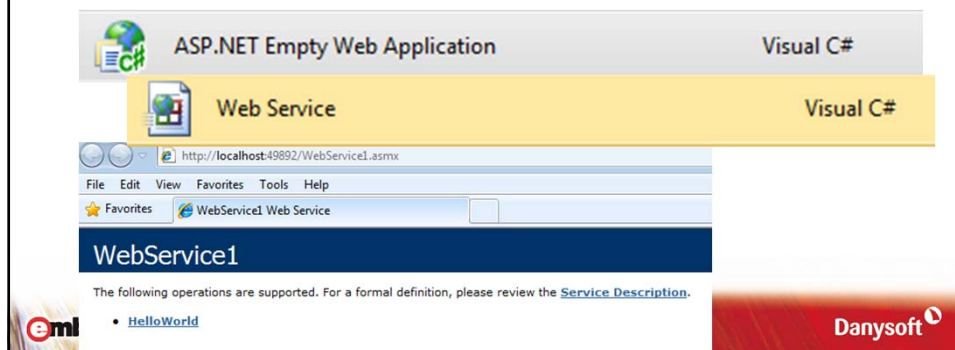 ASP.NET Empty Web Application Visual C#
C#
Web Service Visual C#
http://localhost:49892/WebService1.asmx
File Edit View Favorites Tools Help
Favorites WebService1 Web Service
WebService1
The following operations are supported. For a formal definition, please review the Service Description.
• HelloWorld
Danysoft